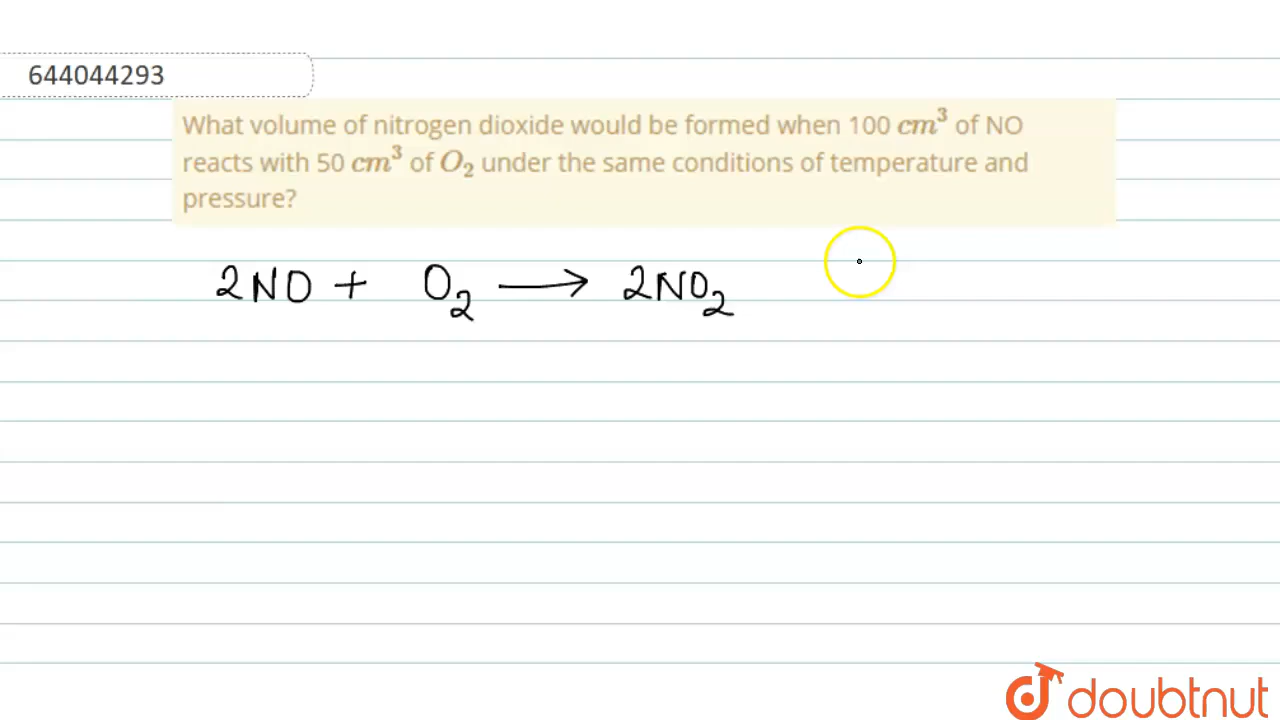 644044293
What volume of nitrogen dioxide would be formed when 100 cm³ of NO
reacts with 50 cm³ of O₂ under the same conditions of temperature and
pressure?
2NO + O₂ → 2NO₂
doubtnut